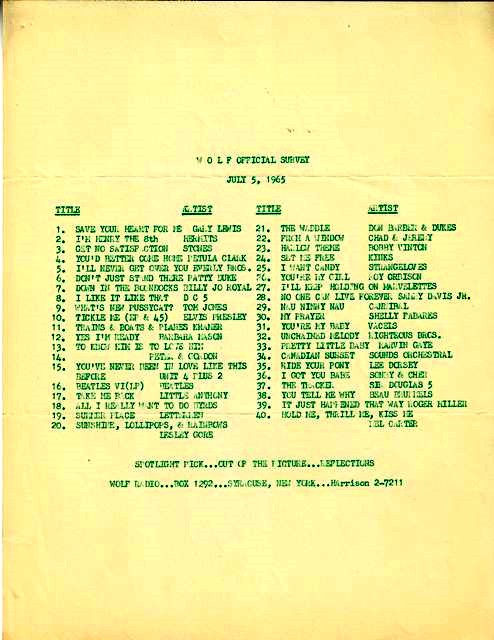 W O L F OFFICIAL SURVEY
JULY 5, 1965
TITLE ARTIST
1. SAVE YOUR HEART FOR ME GARY LEWIS
2. I'M HENRY THE 8th HERMITS
3. GET NO SATISFACTION STONES
4. YOU'D BETTER COME HOME PETULA CLARK
5. I'LL NEVER GET OVER YOU EVERLY BROS.
6. DON'T JUST STAND THERE PATTY DUKE
7. DOWN IN THE BOONDOCKS BILLY JO ROYAL
8. I LIKE IT LIKE THAT D C 5
9. WHAT'S NEW PUSSYCAT? TOM JONES
10. TICKLE ME (EP & 45) ELVIS PRESLEY
11. TRAINS & BOATS & PLANES KRAMER
12. YES I'M READY BARBARA MASON
13. TO KNOW HIM IS TO LOVE HIM
14. PETER & GORDON
15. YOU'VE NEVER BEEN IN LOVE LIKE THIS
BEFORE UNIT 4 PLUS 2
16. BEATLES VI(LP) BEATLES
17. TAKE ME BACK LITTLE ANTHONY
18. ALL I REALLY WANT TO DO BYRDS
19. SUMMER PLACE LETTERMEN
20. SUNSHINE, LOLLIPOPS, & RAINBOWS
LESLEY GORE
TITLE ARTIST
21. THE WADDLE DON BARBER & DUKES
22. FROM A WINDOW CHAD & JEREMY
23. THEME BOBBY VINTON
24. SET ME FREE KINKS
25. I WANT CANDY STRANGELOVES
26. YOU'RE MY GIRL ROY ORBISON
27. I'LL KEEP HOLDING ON MARVELETTES
28. NO ONE CAN LIVE FOREVER SAMMY DAVIS JR.
29. NAU NINNY NAU CANNIBAL
30. MY PRAYER SHELLY FABARES
31. YOU'RE MY BABY VACELS
32. UNCHAINED MELODY RIGHTEOUS BROS.
33. PRETTY LITTLE BABY MARVIN GAYE
34. CANADIAN SUNSET SOUNDS ORCHESTRAL
35. RIDE YOUR PONY LEE DORSEY
36. I GOT YOU BABE SONNY & CHER
37. THE TRACKER SIR DOUGLAS 5
38. YOU TELL ME WHY BEAU BRUMMELS
39. IT JUST HAPPENED THAT WAY ROGER MILLER
40. HOLD ME, THRILL ME, KISS ME
MEL CARTER
SPOTLIGHT PICK...OUT OF THE PICTURE...REFLECTIONS
WOLF RADIO...BOX 1292...SYRACUSE, NEW YORK...HArrison 2-7211